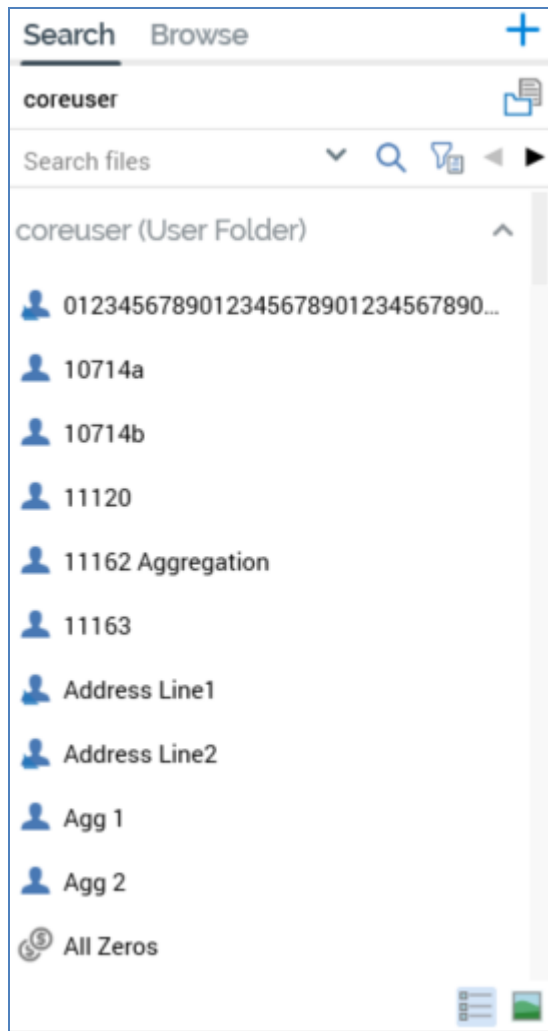 Search Browse
coreuser
Search files
coreuser (User Folder)
0123456789012345678901234567890...
10714a
10714b
11120
11162 Aggregation
11163
Address Line1
Address Line2
Agg 1
Agg 2
All Zeros